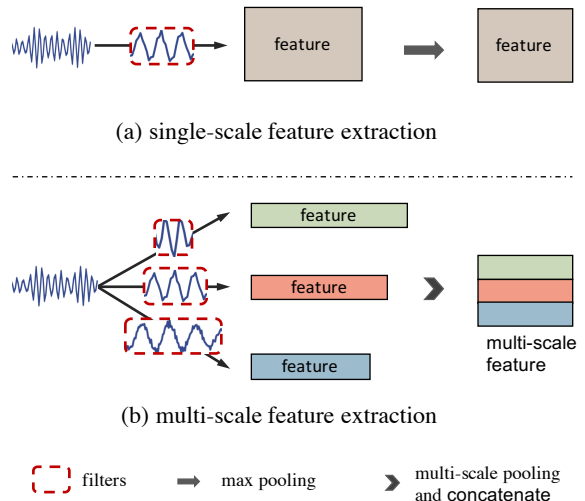 feature
feature
(a) single-scale feature extraction
feature
feature
feature
multi-scale
feature
(b) multi-scale feature extraction
filters
max pooling
multi-scale pooling
and concatenate